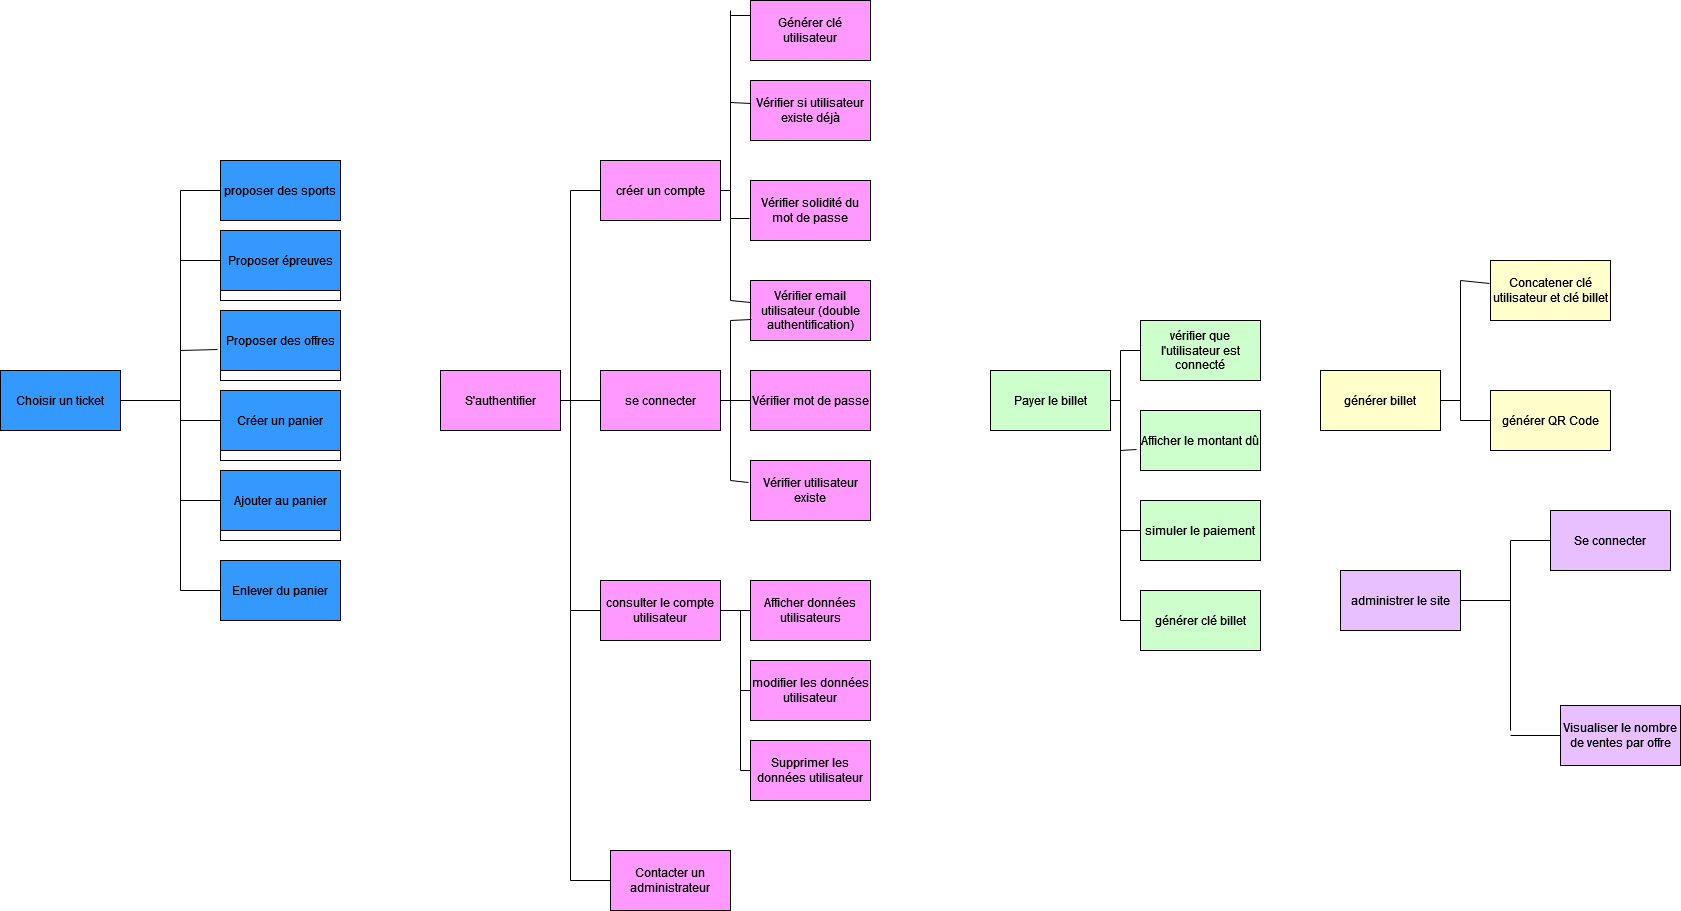 Choisir un ticket
proposer des sports
Proposer épreuves
Proposer des offres
Créer un panier
Ajouter au panier
Enlever du panier
S'authentifier
créer un compte
Générer clé
utilisateur
Vérifier si utilisateur
existe déjà
Vérifier solidité du
mot de passe
Vérifier email
utilisateur (double
authentification)
se connecter
Vérifier mot de passe
Vérifier utilisateur
existe
consulter le compte
utilisateur
Afficher données
utilisateurs
modifier les données
utilisateur
Supprimer les
données utilisateur
Contacter un
administrateur
Payer le billet
vérifier que
l'utilisateur est
connecté
Afficher le montant dû
simuler le paiement
générer clé billet
générer billet
Concatener clé
utilisateur et clé billet
générer QR Code
administrer le site
Se connecter
Visualiser le nombre
de ventes par offre